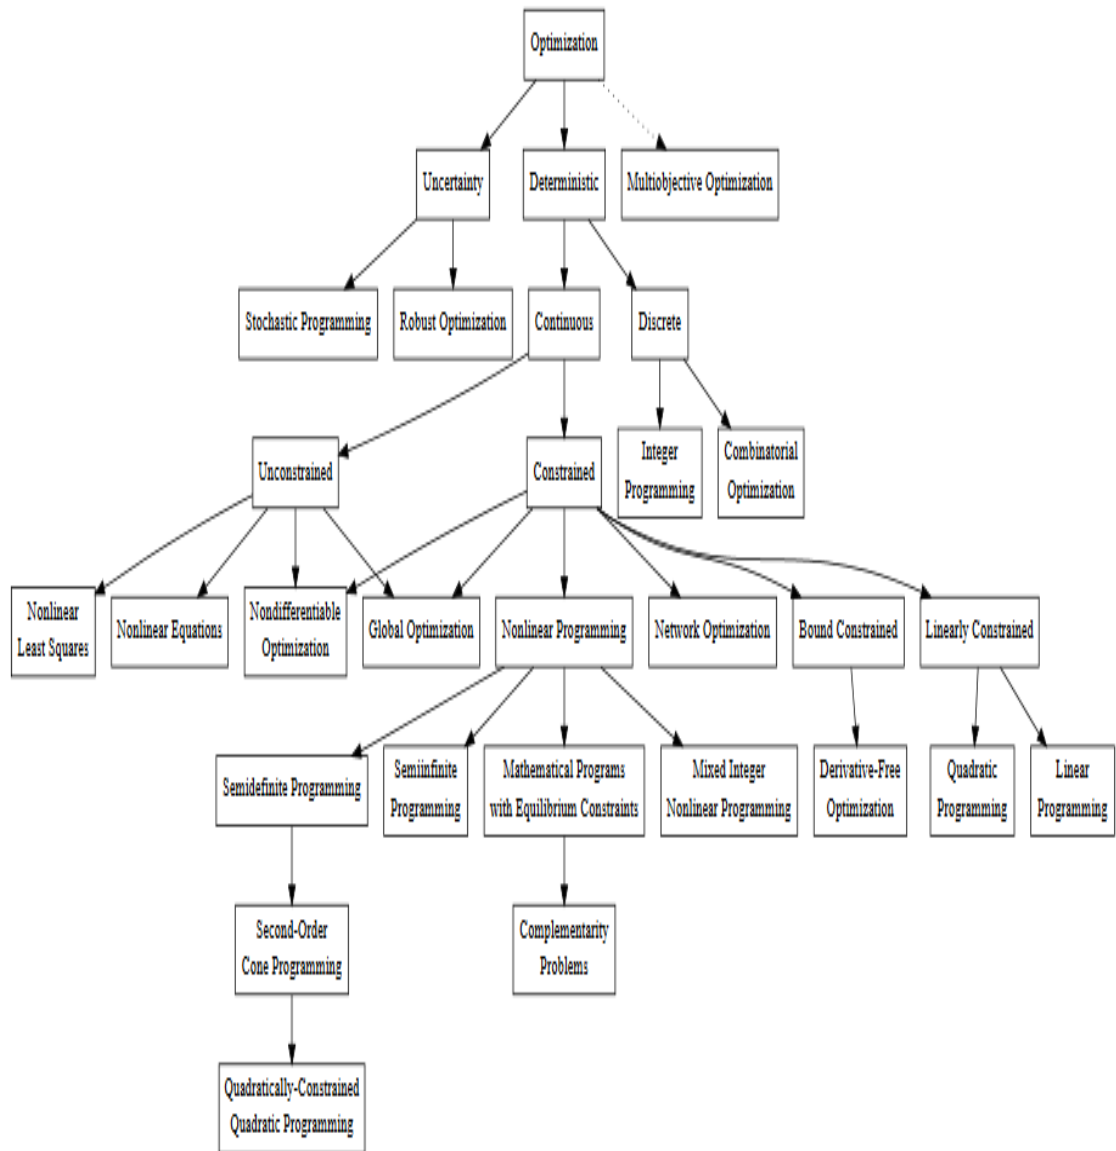 Optimization
Uncertainty
Deterministic
Multiobjective Optimization
Stochastic Programming
Robust Optimization
Continuous
Discrete
Unconstrained
Constrained
Integer
Programming
Combinatorial
Optimization
Nonlinear
Least Squares
Nonlinear Equations
Nondifferentiable
Optimization
Global Optimization
Nonlinear Programming
Network Optimization
Bound Constrained
Linearly Constrained
Semidefinite Programming
Semiinfinite
Programming
Mathematical Programs
with Equilibrium Constraints
Mixed Integer
Nonlinear Programming
Derivative-Free
Optimization
Quadratic
Programming
Linear
Programming
Second-Order
Cone Programming
Complementarity
Problems
Quadratically-Constrained
Quadratic Programming